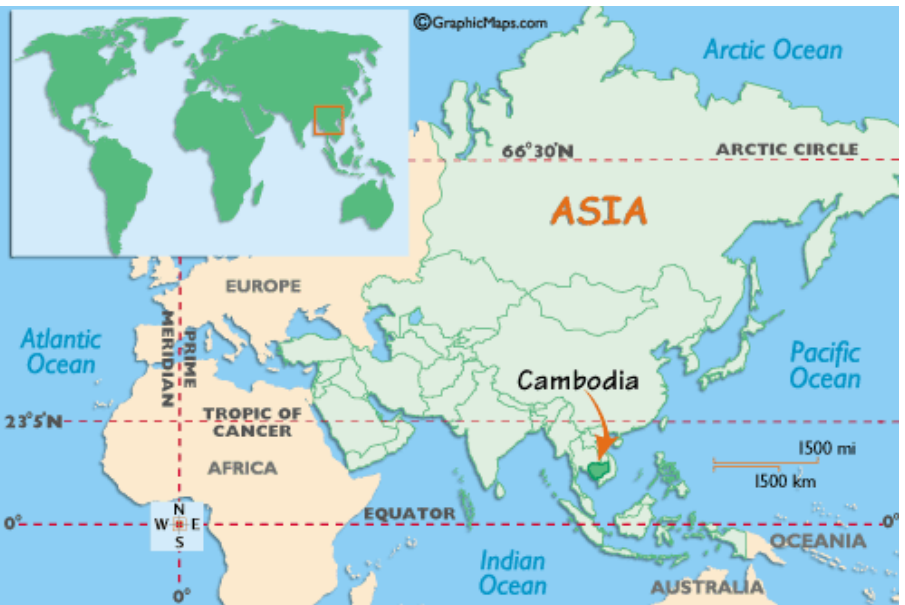 ©GraphicMaps.com
Arctic Ocean
66°30'N
ARCTIC CIRCLE
ASIA
EUROPE
Atlantic
Ocean
PRIME
MERIDIAN
Pacific
Ocean
Cambodia
23°5'N
TROPIC OF
CANCER
AFRICA
1500 mi
1500 km
N
W
E
S
0°
EQUATOR
0°
OCEANIA
Indian
Ocean
AUSTRALIA
0°